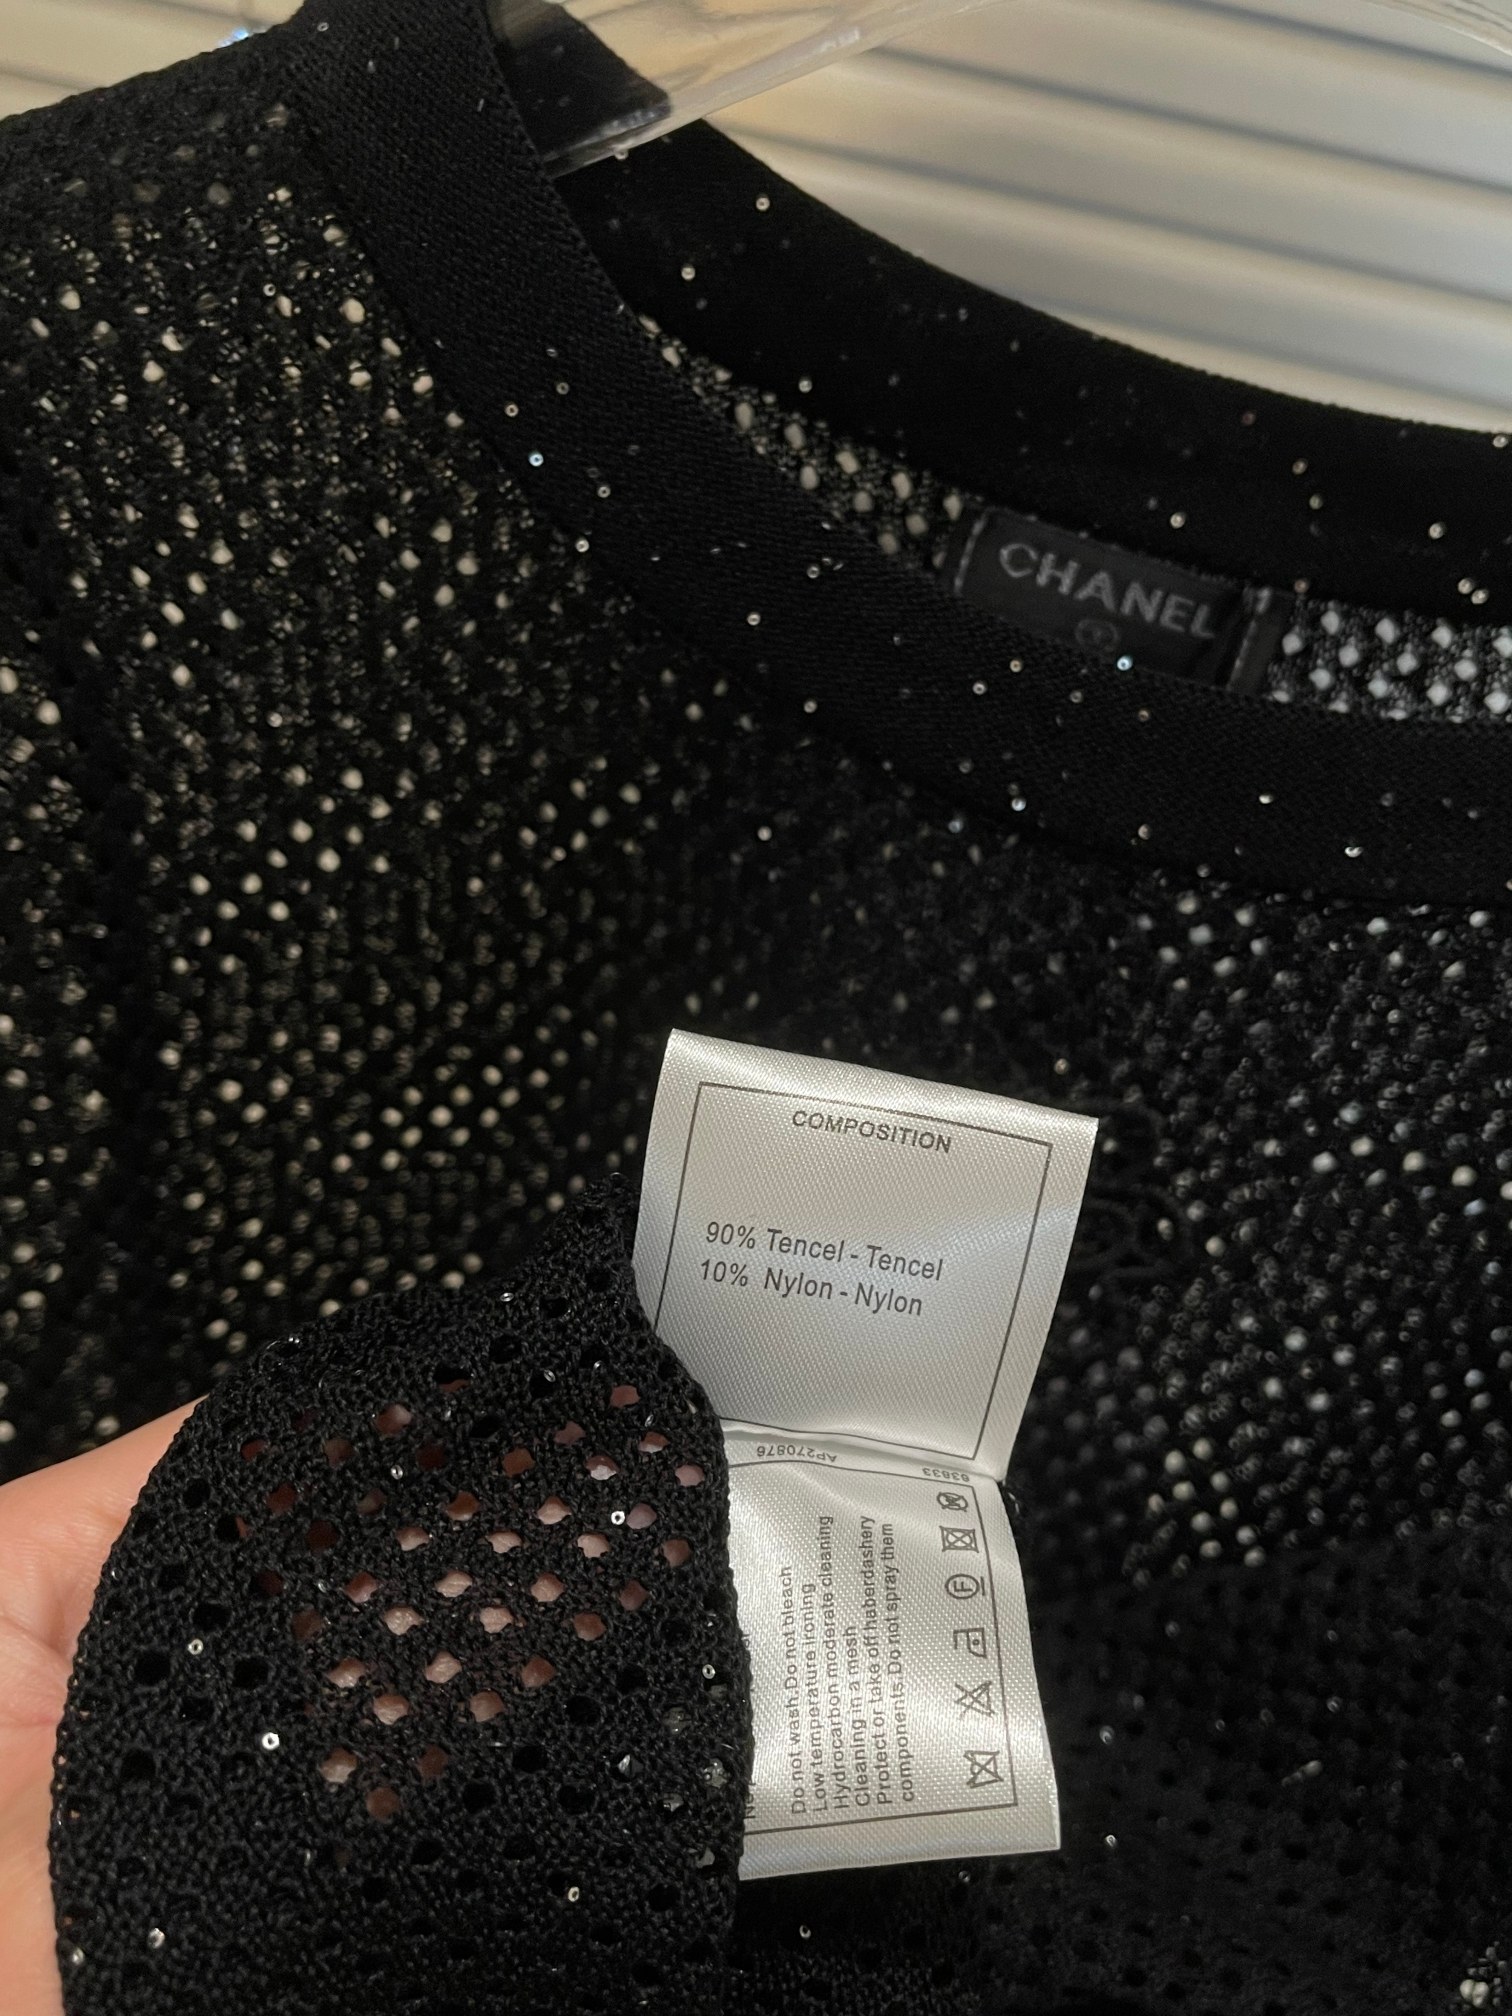 CHANEL
COMPOSITION
90% Tencel - Tencel
10% Nylon - Nylon
AP270876
63833
Do not wash.Do not bleach
Low temperature ironing
Hydrocarbon moderate cleaning
Cleaning in a mesh
Protect or take off haberdashery
components.Do not spray them